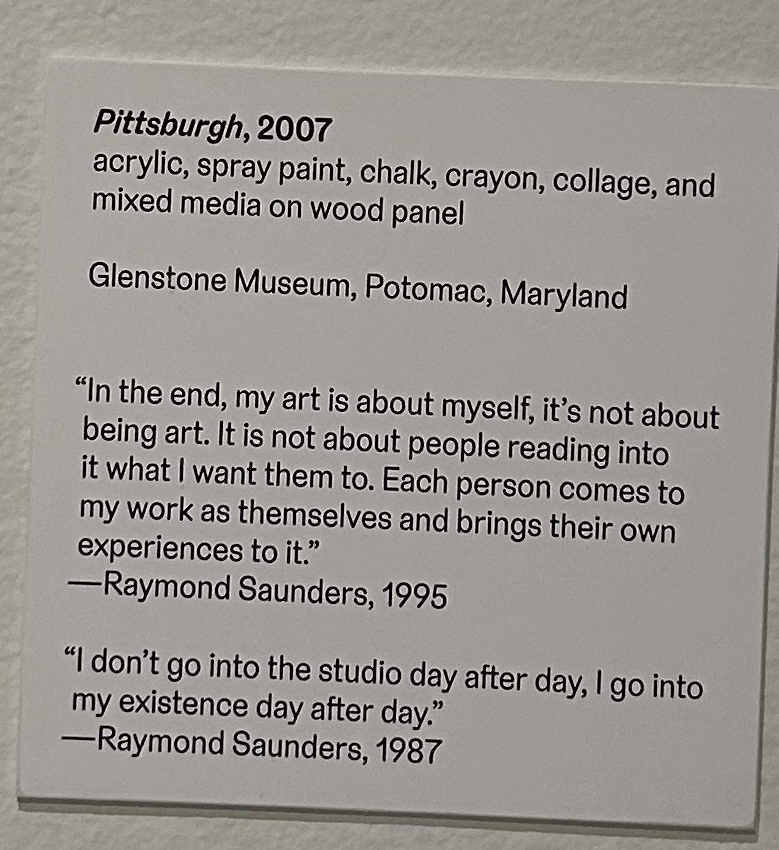 Pittsburgh, 2007
acrylic, spray paint, chalk, crayon, collage, and
mixed media on wood panel
Glenstone Museum, Potomac, Maryland
“In the end, my art is about myself, it’s not about
being art. It is not about people reading into
it what I want them to. Each person comes to
my work as themselves and brings their own
experiences to it.”
—Raymond Saunders, 1995
“I don’t go into the studio day after day, I go into
my existence day after day.”
—Raymond Saunders, 1987